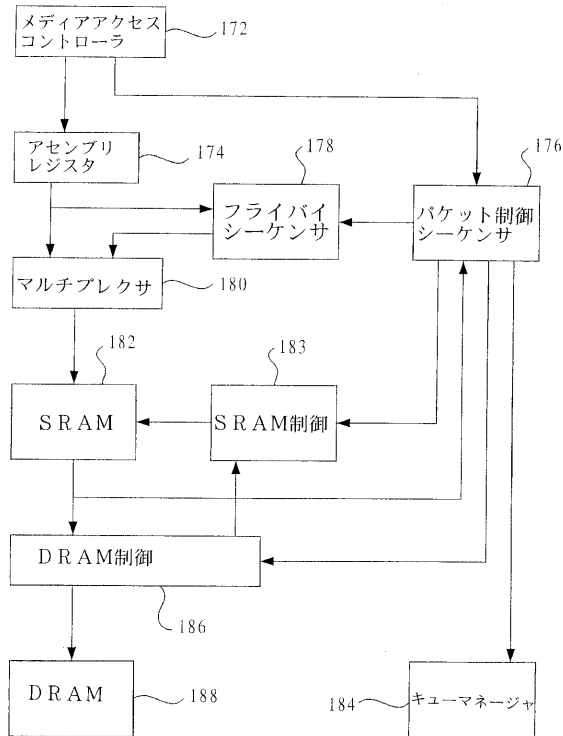 メディアアクセス
コントローラ
172
アセンブリ
レジスタ
174
178
176
フライバイ
シーケンサ
パケット制御
シーケンサ
マルチプレクサ
180
182
183
SRAM
SRAM制御
DRAM制御
186
DRAM
188
184
キューマネージャ